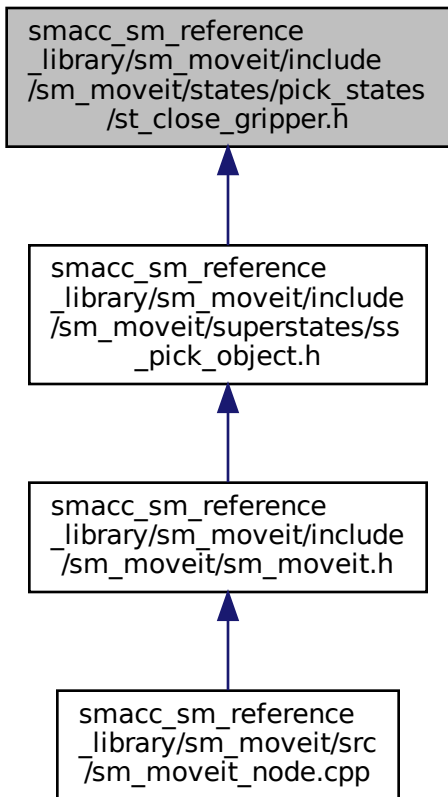 smacc_sm_reference
_library/sm_moveit/include
/sm_moveit/states/pick_states
/st_close_gripper.h
smacc_sm_reference
_library/sm_moveit/include
/sm_moveit/superstates/ss
_pick_object.h
smacc_sm_reference
_library/sm_moveit/include
/sm_moveit/sm_moveit.h
smacc_sm_reference
_library/sm_moveit/src
/sm_moveit_node.cpp